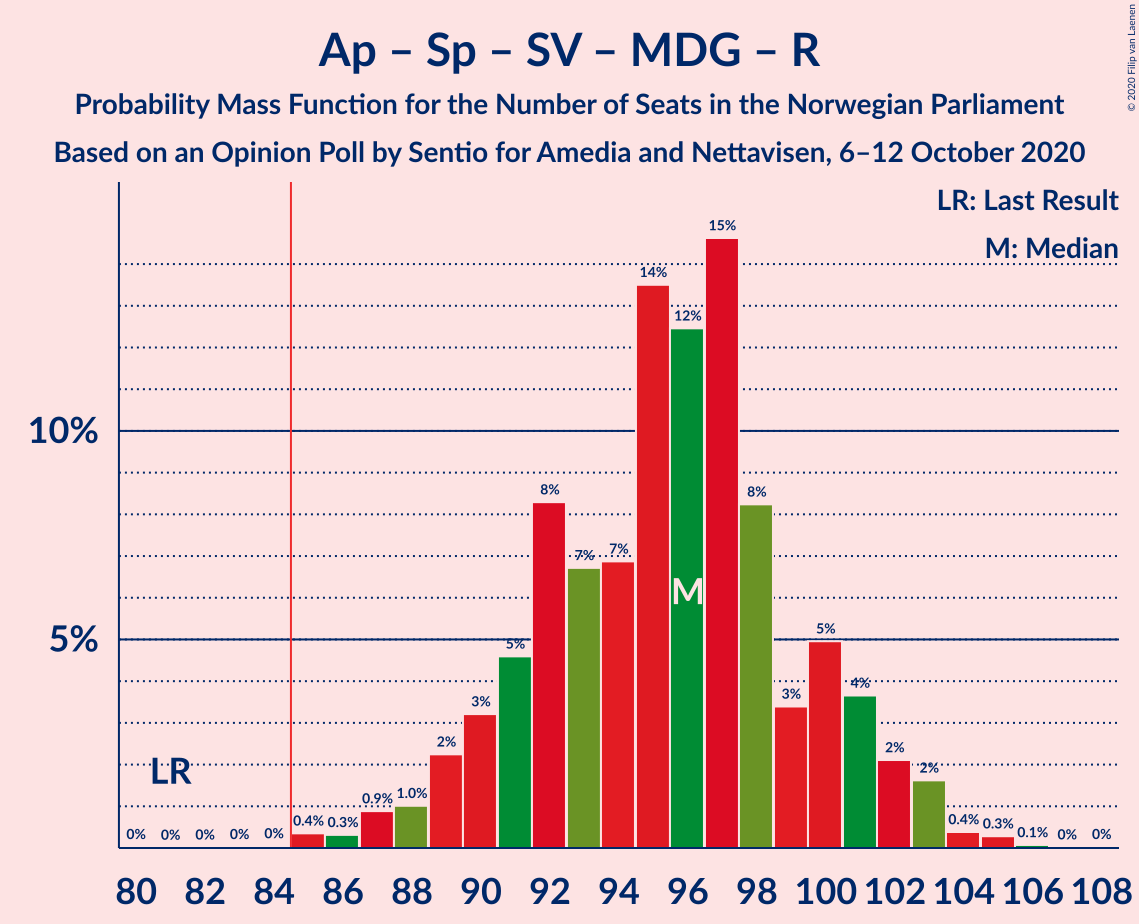 Ap – Sp – SV – MDG – R
Probability Mass Function for the Number of Seats in the Norwegian Parliament
Based on an Opinion Poll by Sentio for Amedia and Nettavisen, 6–12 October 2020
© 2020 Filip van Laenen
LR: Last Result
M: Median
10%
5%
LR
M
0% 0% 0% 0% 0% 0.4% 0.3% 0.9% 1.0% 2% 3% 5% 8% 7% 7% 14% 12% 15% 8% 3% 5% 4% 2% 2% 0.4% 0.3% 0.1% 0% 0%
80 82 84 86 88 90 92 94 96 98 100 102 104 106 108